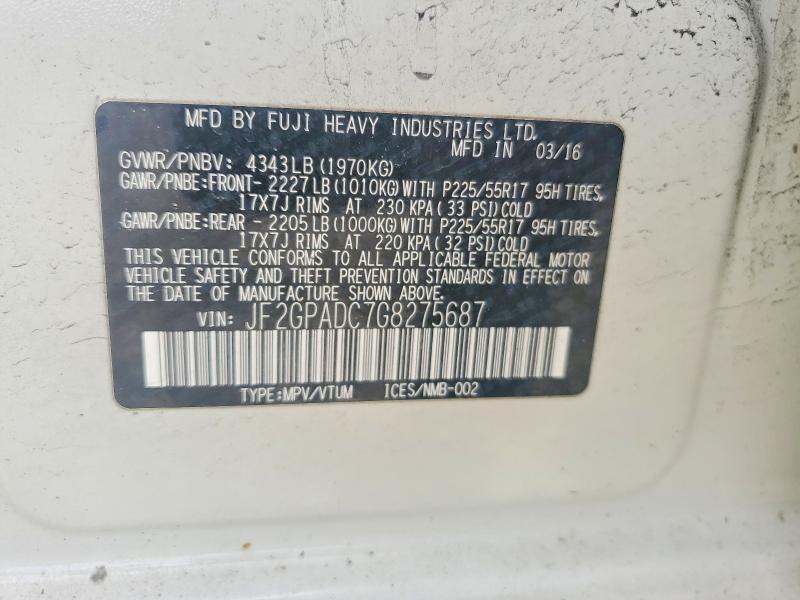 MFD BY FUJI HEAVY INDUSTRIES LTD.
MFD IN 03/16
GVWR/PNBV: 4343LB (1970KG)
GAWR/PNBE:FRONT- 2227LB (1010KG) WITH P225/55R17 95H TIRES,
17X7J RIMS AT 230 KPA ( 33 PSI) COLD
GAWR/PNBE:REAR - 2205LB (1000KG) WITH P225/55R17 95H TIRES,
17X7J RIMS AT 220 KPA ( 32 PSI) COLD
THIS VEHICLE CONFORMS TO ALL APPLICABLE FEDERAL MOTOR
VEHICLE SAFETY AND THEFT PREVENTION STANDARDS IN EFFECT ON
THE DATE OF MANUFACTURE SHOWN ABOVE.
VIN: JF2GPADC7G8275687
TYPE:MPV/VTUM ICES/NMB-002